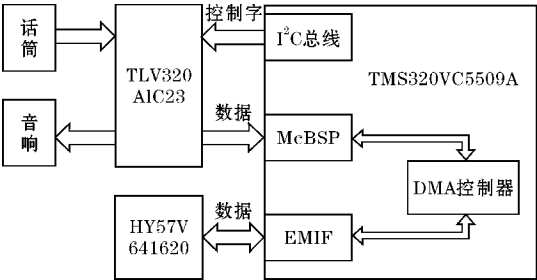 话
筒
音
响
TLV320
AlC23
控制字
I²C总线
TMS320VC5509A
数据
McBSP
DMA控制器
HY57V
641620
数据
EMIF